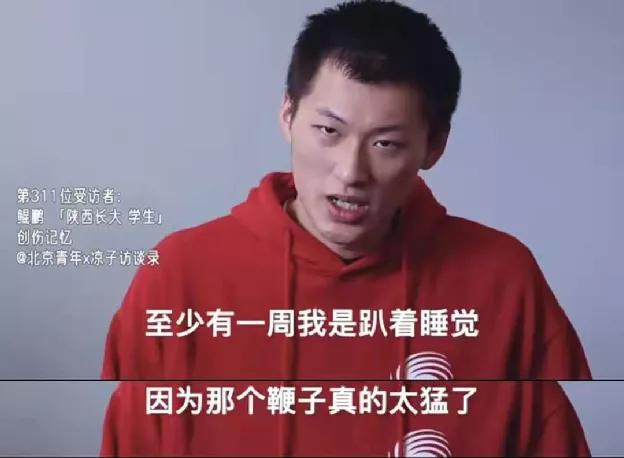 第311位受访者：
鲲鹏 「陕西长大 学生」
创伤记忆
@北京青年x凉子访谈录
至少有一周我是趴着睡觉
因为那个鞭子真的太猛了